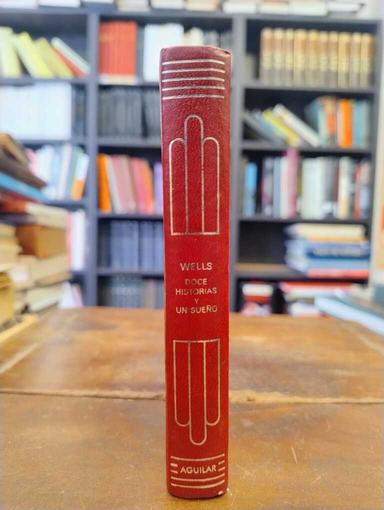 WELLS
DOCE
HISTORIAS
Y
UN SUEÑO
AGUILAR